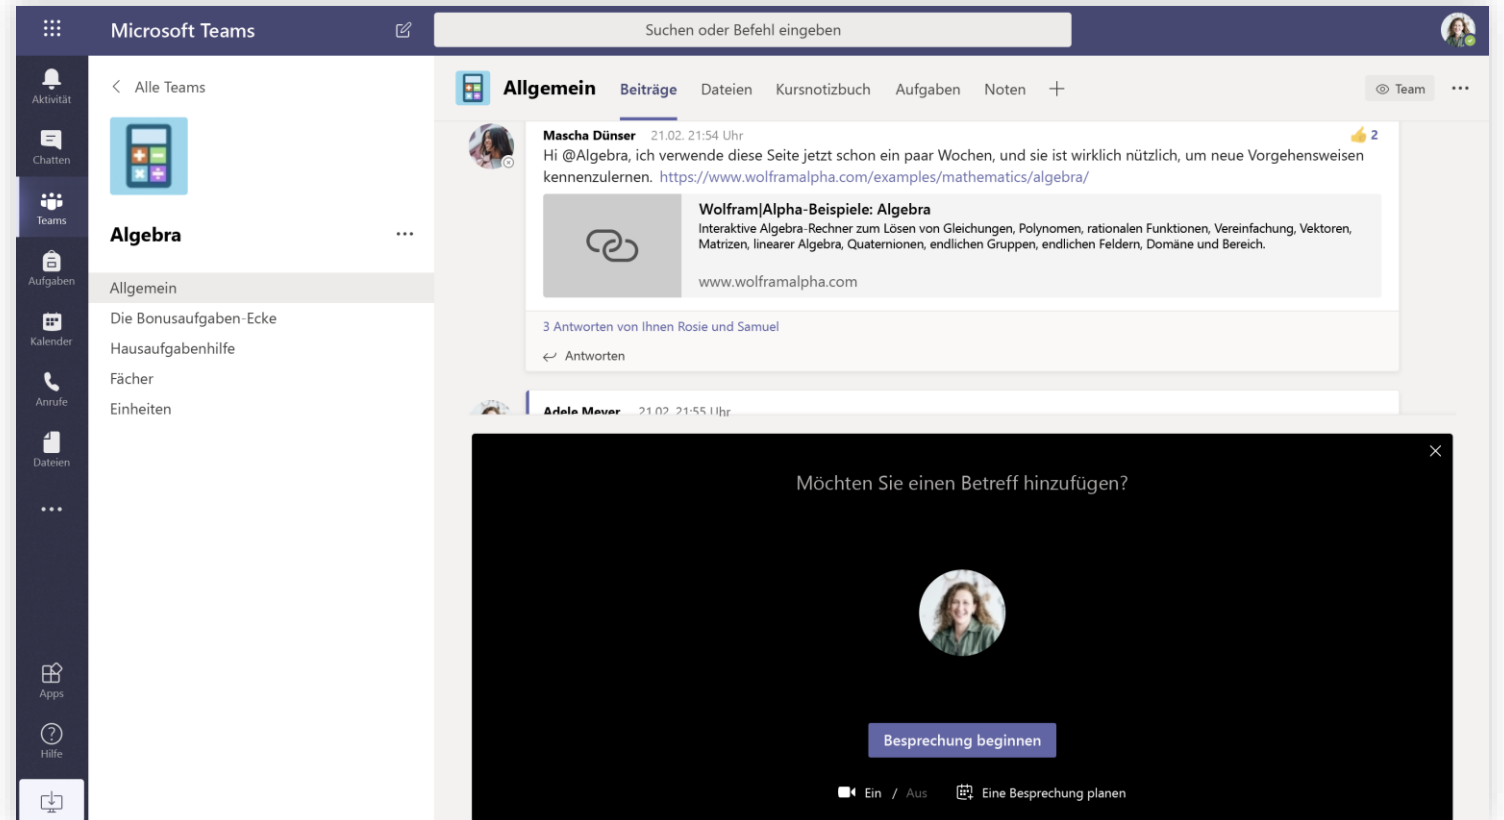 Microsoft Teams
Suchen oder Befehl eingeben
Aktivität
Chatten
Teams
Aufgaben
Kalender
Anrufe
Dateien
Apps
Hilfe
Alle Teams
Algebra
Allgemein
Die Bonusaufgaben-Ecke
Hausaufgabenhilfe
Fächer
Einheiten
Allgemein Beiträge Dateien Kursnotizbuch Aufgaben Noten
Team
Mascha Dünser 21.02. 21:54 Uhr
2
Hi @Algebra, ich verwende diese Seite jetzt schon ein paar Wochen, und sie ist wirklich nützlich, um neue Vorgehensweisen
kennenzulernen. https://www.wolframalpha.com/examples/mathematics/algebra/
Wolfram|Alpha-Beispiele: Algebra
Interaktive Algebra-Rechner zum Lösen von Gleichungen, Polynomen, rationalen Funktionen, Vereinfachung, Vektoren,
Matrizen, linearer Algebra, Quaternionen, endlichen Gruppen, endlichen Feldern, Domäne und Bereich.
www.wolframalpha.com
3 Antworten von Ihnen Rosie und Samuel
Antworten
Adele Meyer 21.02. 21:55 Uhr
Möchten Sie einen Betreff hinzufügen?
Besprechung beginnen
Ein / Aus
Eine Besprechung planen